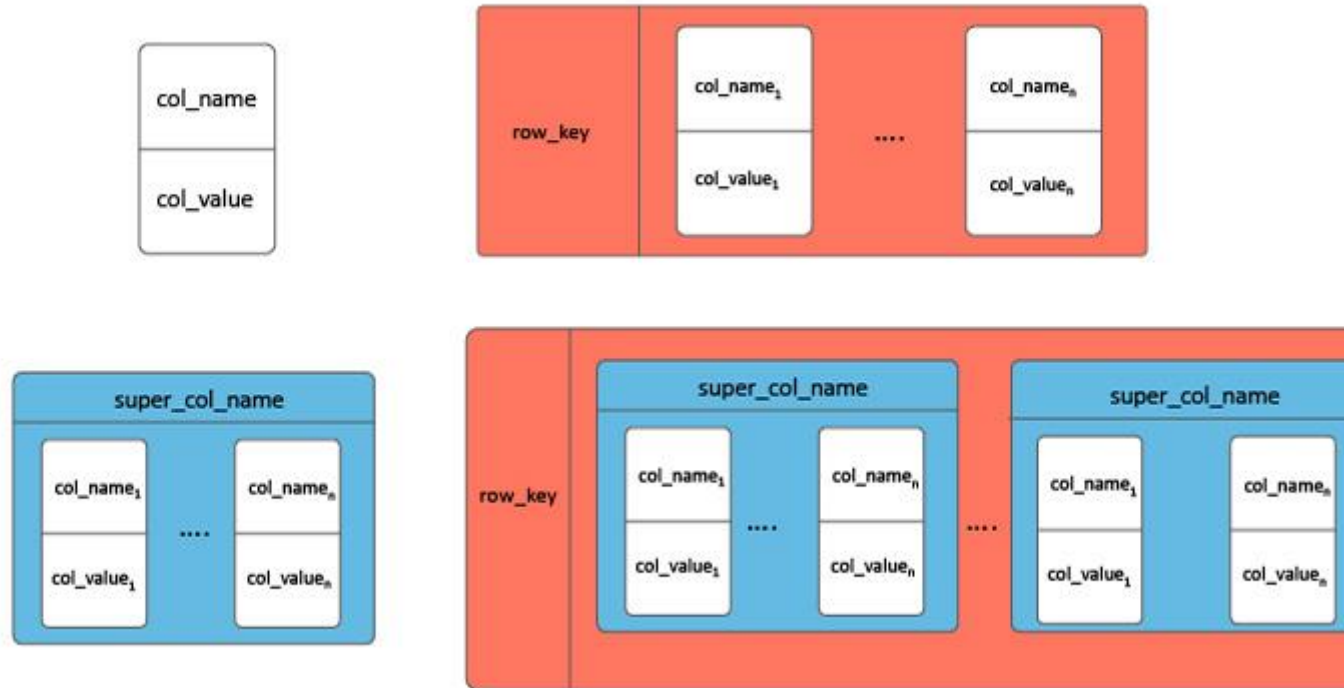 col_name
col_value
row_key
col_name₁
col_value₁
....
col_nameₙ
col_valueₙ
super_col_name
col_name₁
col_value₁
....
col_nameₙ
col_valueₙ
row_key
super_col_name
col_name₁
col_value₁
....
col_nameₙ
col_valueₙ
....
super_col_name
col_name₁
col_value₁
col_nameₙ
col_valueₙ